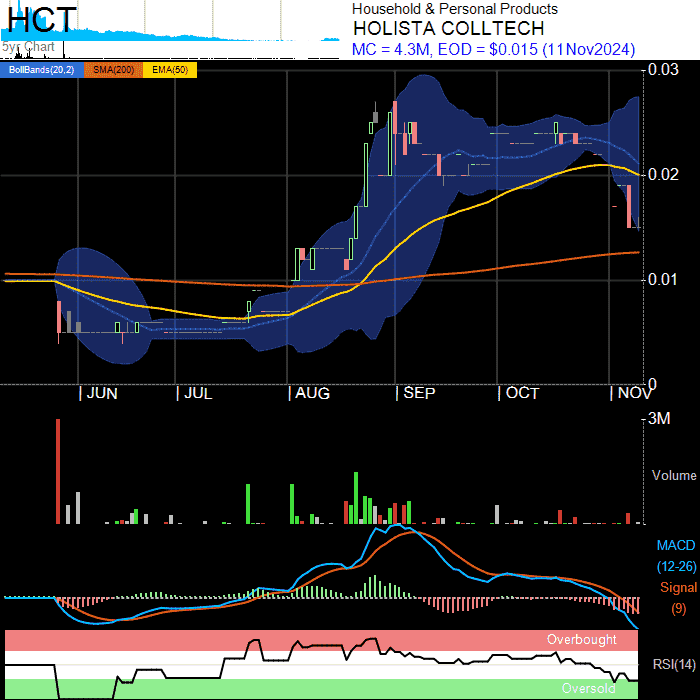 HCT
5yr Chart
Household & Personal Products
HOLISTA COLLTECH
MC = 4.3M, EOD = $0.015 (11Nov2024)
BollBands(20,2) SMA(200) EMA(50)
0.03
0.02
0.01
0
JUN JUL AUG SEP OCT NOV
3M
Volume
MACD
(12-26)
Signal
(9)
Overbought
RSI(14)
Oversold